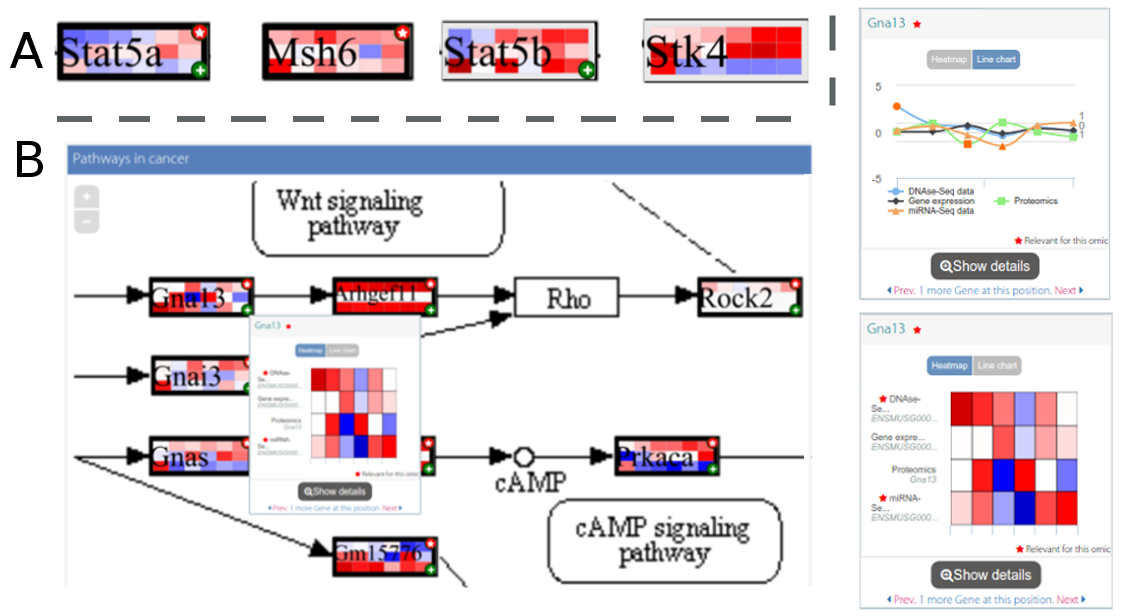 A
Stat5a
Msh6
Stat5b
Stk4
B
Pathways in cancer
+
−
Wnt signaling
pathway
Gna13
Arhgef11
Rho
Rock2
Gnai3
Gnas
cAMP
Prkaca
cAMP signaling
pathway
Gm15776
Gna13
Heatmap Line chart
DNAse-
Se...
ENSMUSG000...
Gene expre...
ENSMUSG000...
Proteomics
Gna13
miRNA-
Se...
ENSMUSG000...
Relevant for this omic
Show details
Prev. 1 more Gene at this position. Next
Gna13
Heatmap Line chart
5
0
-5
1
0
1
DNAse-Seq data
Gene expression
Proteomics
miRNA-Seq data
Relevant for this omic
Show details
Prev. 1 more Gene at this position. Next
Gna13
Heatmap Line chart
DNAse-
Se...
ENSMUSG000...
Gene expre...
ENSMUSG000...
Proteomics
Gna13
miRNA-
Se...
ENSMUSG000...
Relevant for this omic
Show details
Prev. 1 more Gene at this position. Next